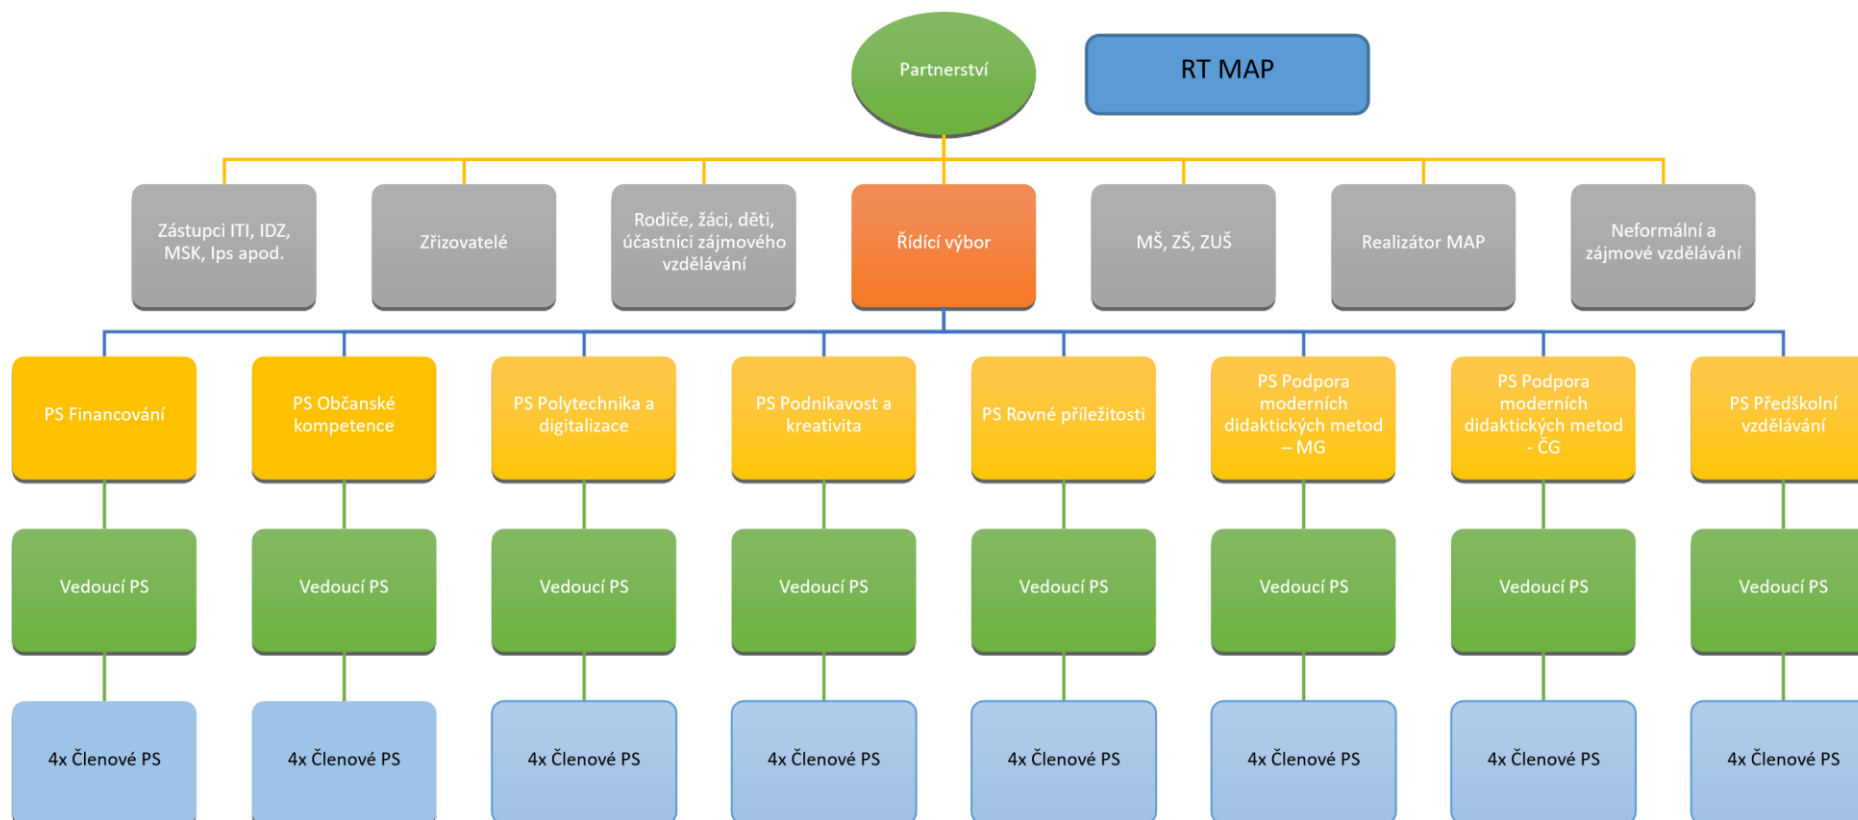 Partnerství
RT MAP
Zástupci ITI, IDZ,
MSK, Ips apod.
Zřizovatelé
Rodiče, žáci, děti,
účastníci zájmového
vzdělávání
Řídící výbor
MŠ, ZŠ, ZUŠ
Realizátor MAP
Neformální a
zájmové vzdělávání
PS Financování
PS Občanské
kompetence
PS Polytechnika a
digitalizace
PS Podnikavost a
kreativita
PS Rovné příležitosti
PS Podpora
moderních
didaktických metod
– MG
PS Podpora
moderních
didaktických metod
- ČG
PS Předškolní
vzdělávání
Vedoucí PS
Vedoucí PS
Vedoucí PS
Vedoucí PS
Vedoucí PS
Vedoucí PS
Vedoucí PS
Vedoucí PS
4x Členové PS
4x Členové PS
4x Členové PS
4x Členové PS
4x Členové PS
4x Členové PS
4x Členové PS
4x Členové PS